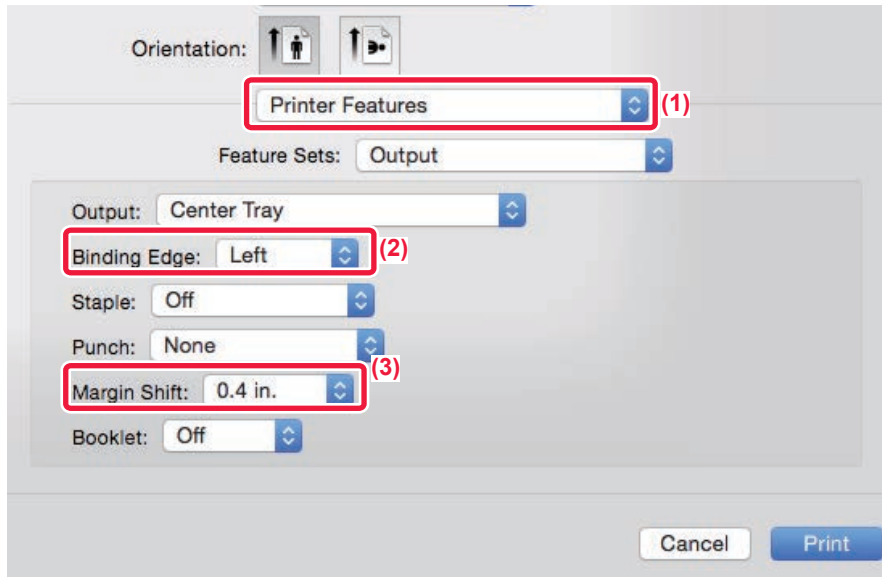 Orientation:
Printer Features (1)
Feature Sets: Output
Output: Center Tray
Binding Edge: Left (2)
Staple: Off
Punch: None
(3)
Margin Shift: 0.4 in.
Booklet: Off
Cancel Print